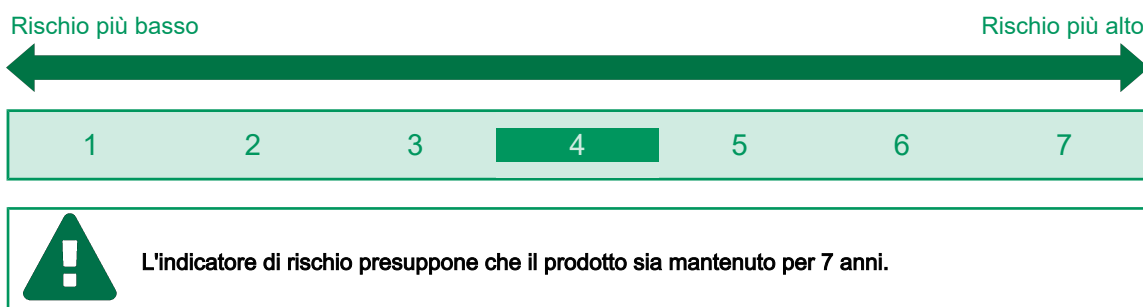 Rischio più basso Rischio più alto
1 2 3 4 5 6 7
L'indicatore di rischio presuppone che il prodotto sia mantenuto per 7 anni.